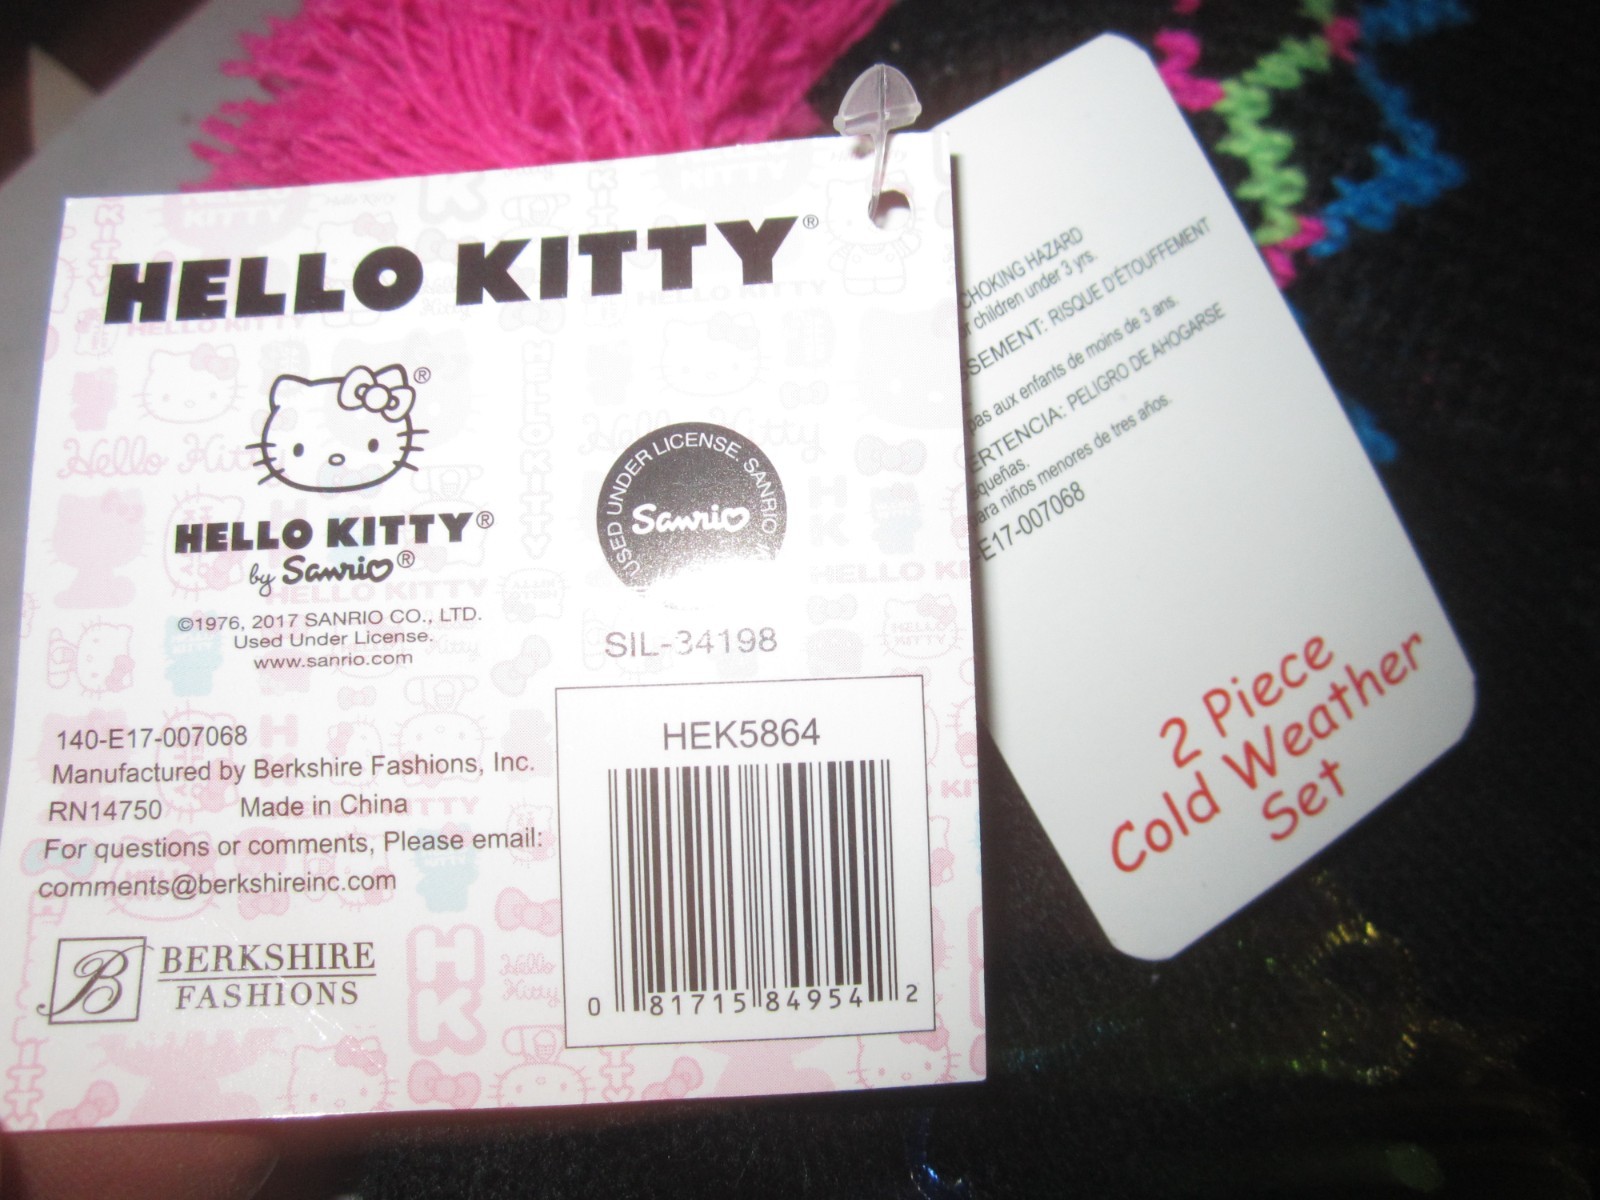 HELLO KITTY®
®
HELLO KITTY®
by Sanrio®
©1976, 2017 SANRIO CO., LTD.
Used Under License.
www.sanrio.com
USED UNDER LICENSE. SANRIO
Sanrio
SIL-34198
140-E17-007068
Manufactured by Berkshire Fashions, Inc.
RN14750 Made in China
For questions or comments, Please email:
comments@berkshireinc.com
B
BERKSHIRE
FASHIONS
HEK5864
0 81715 84954 2
CHOKING HAZARD
children under 3 yrs.
SEMENT: RISQUE D'ÉTOUFFEMENT
pas aux enfants de moins de 3 ans.
ERTENCIA: PELIGRO DE AHOGARSE
equeñas.
ara niños menores de tres años.
-E17-007068
2 Piece
Cold Weather
Set